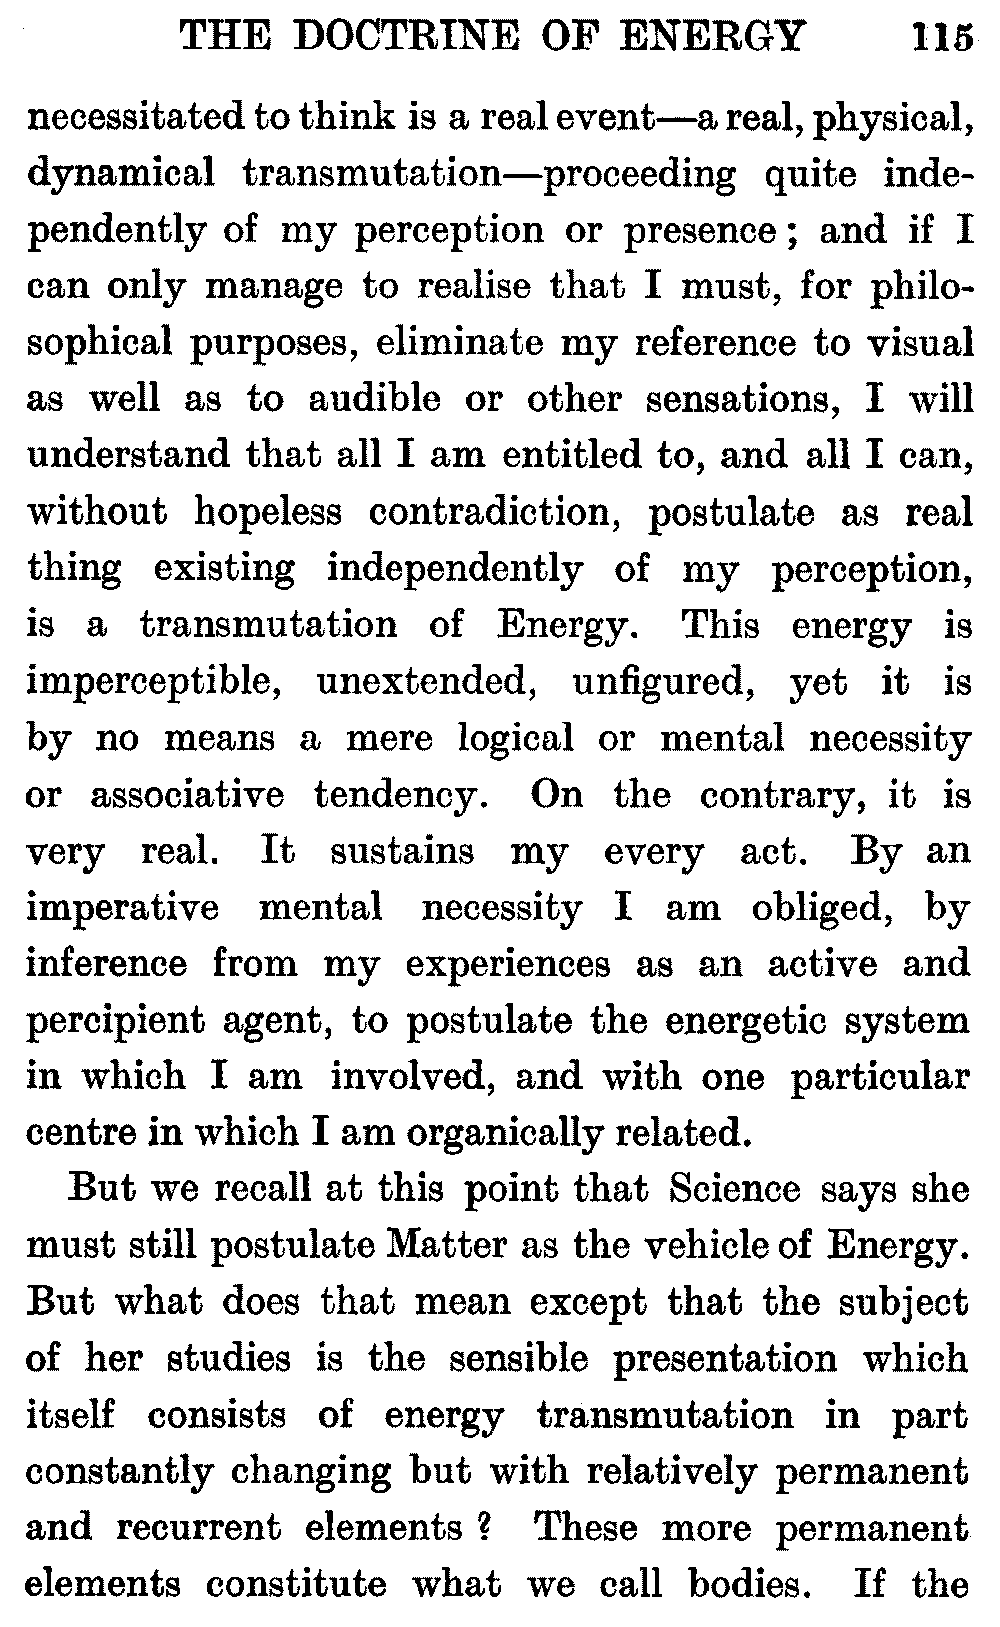 THE DOCTRINE OF ENERGY 115
necessitated to think is a real event—a real, physical,
dynamical transmutation—proceeding quite inde-
pendently of my perception or presence; and if I
can only manage to realise that I must, for philo-
sophical purposes, eliminate my reference to visual
as well as to audible or other sensations, I will
understand that all I am entitled to, and all I can,
without hopeless contradiction, postulate as real
thing existing independently of my perception,
is a transmutation of Energy. This energy is
imperceptible, unextended, unfigured, yet it is
by no means a mere logical or mental necessity
or associative tendency. On the contrary, it is
very real. It sustains my every act. By an
imperative mental necessity I am obliged, by
inference from my experiences as an active and
percipient agent, to postulate the energetic system
in which I am involved, and with one particular
centre in which I am organically related.
But we recall at this point that Science says she
must still postulate Matter as the vehicle of Energy.
But what does that mean except that the subject
of her studies is the sensible presentation which
itself consists of energy transmutation in part
constantly changing but with relatively permanent
and recurrent elements? These more permanent
elements constitute what we call bodies. If the